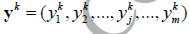 y^k = (y_1^k, y_2^k, ..., y_j^k, ..., y_m^k)